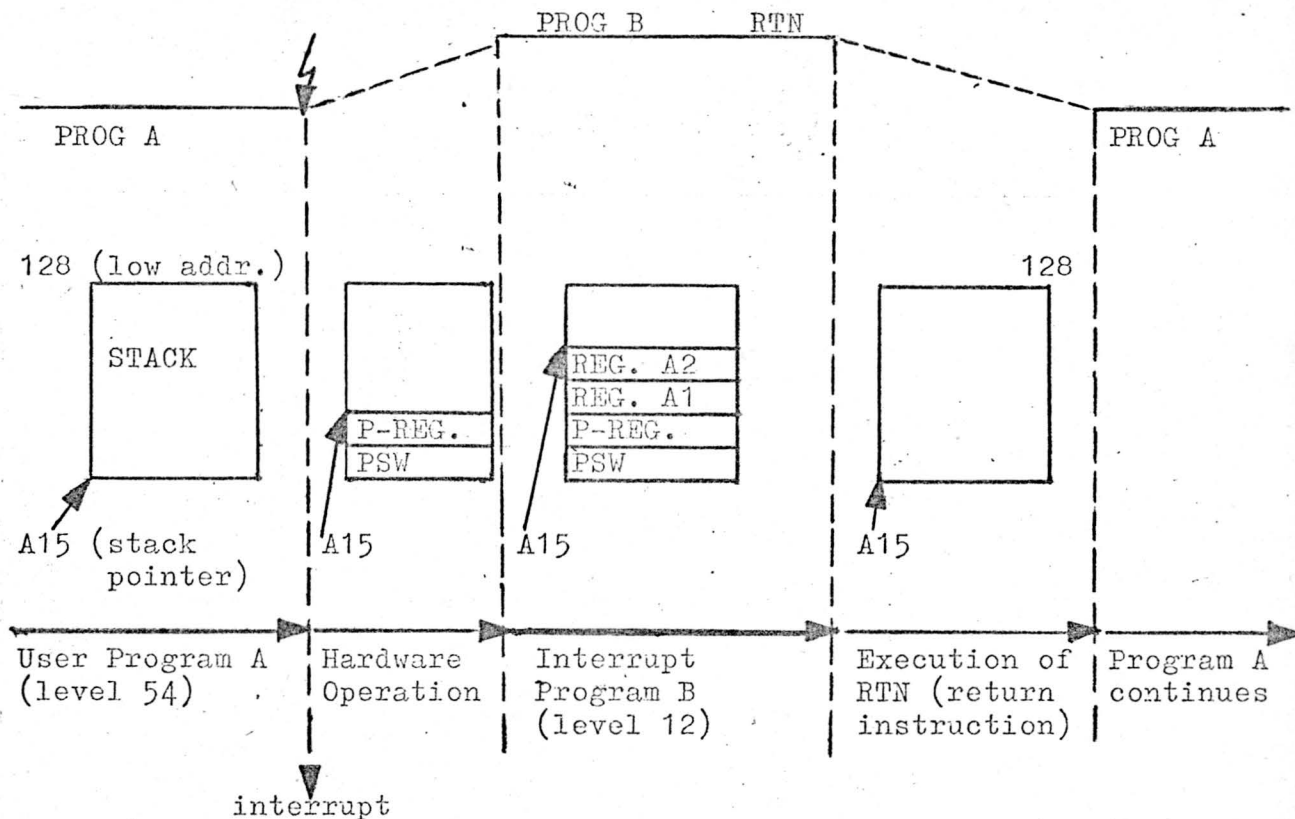 PROG B RTN
PROG A
PROG A
128 (low addr.)
128
STACK
P-REG.
PSW
REG. A2
REG. A1
P-REG.
PSW
A15 (stack
pointer)
A15
A15
A15
User Program A
(level 54)
Hardware
Operation
Interrupt
Program B
(level 12)
Execution of
RTN (return
instruction)
Program A
continues
interrupt